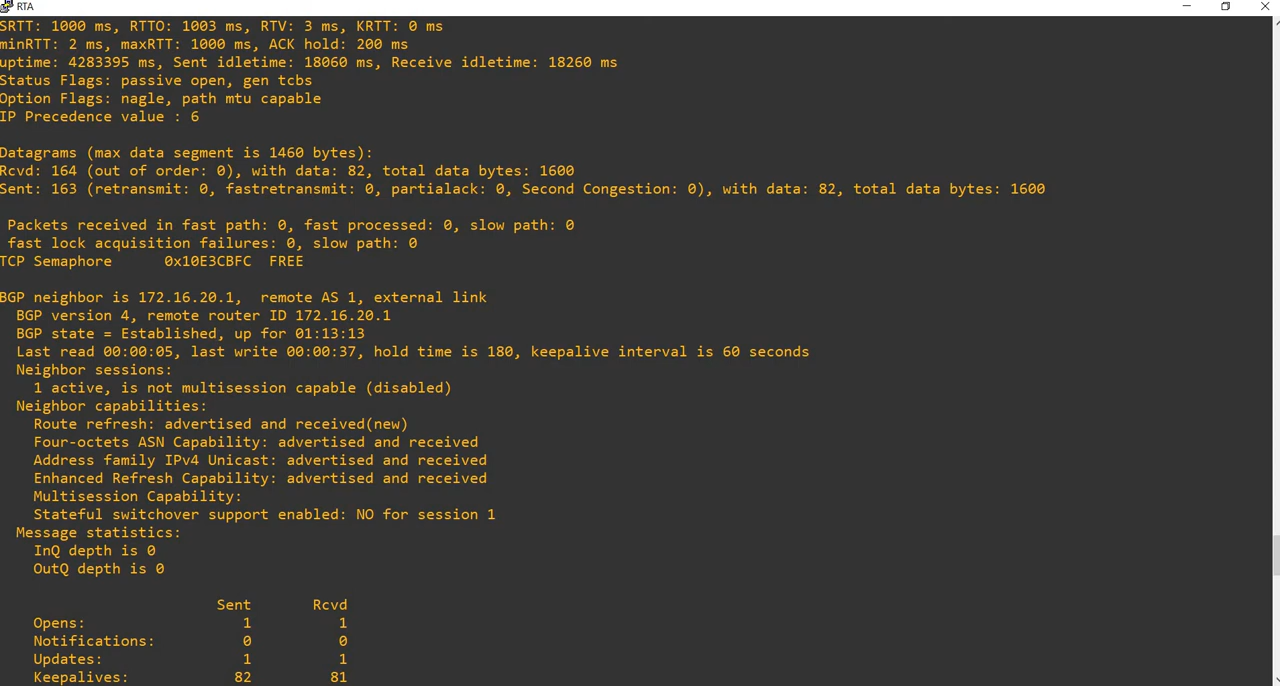 RTA
SRTT: 1000 ms, RTTO: 1003 ms, RTV: 3 ms, KRTT: 0 ms
minRTT: 2 ms, maxRTT: 1000 ms, ACK hold: 200 ms
uptime: 4283395 ms, Sent idletime: 18060 ms, Receive idletime: 18260 ms
Status Flags: passive open, gen tcbs
Option Flags: nagle, path mtu capable
IP Precedence value : 6
Datagrams (max data segment is 1460 bytes):
Rcvd: 164 (out of order: 0), with data: 82, total data bytes: 1600
Sent: 163 (retransmit: 0, fastretransmit: 0, partialack: 0, Second Congestion: 0), with data: 82, total data bytes: 1600
Packets received in fast path: 0, fast processed: 0, slow path: 0
fast lock acquisition failures: 0, slow path: 0
TCP Semaphore      0x10E3CBFC  FREE
BGP neighbor is 172.16.20.1,  remote AS 1, external link
BGP version 4, remote router ID 172.16.20.1
BGP state = Established, up for 01:13:13
Last read 00:00:05, last write 00:00:37, hold time is 180, keepalive interval is 60 seconds
Neighbor sessions:
1 active, is not multisession capable (disabled)
Neighbor capabilities:
Route refresh: advertised and received(new)
Four-octets ASN Capability: advertised and received
Address family IPv4 Unicast: advertised and received
Enhanced Refresh Capability: advertised and received
Multisession Capability:
Stateful switchover support enabled: NO for session 1
Message statistics:
InQ depth is 0
OutQ depth is 0
Sent       Rcvd
Opens:                  1          1
Notifications:          0          0
Updates:                1          1
Keepalives:            82         81